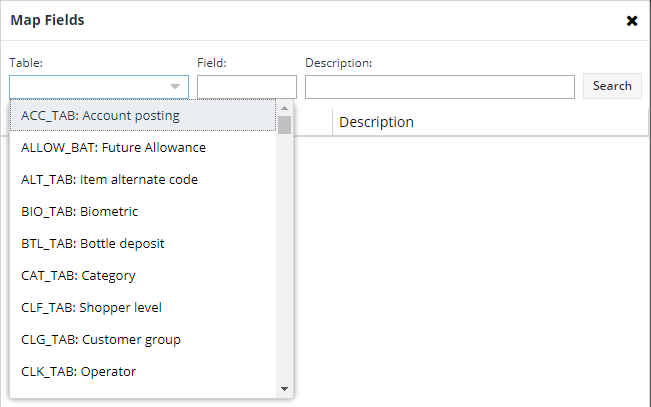 Map Fields
Table: Field: Description:
Search
ACC_TAB: Account posting
Description
ALLOW_BAT: Future Allowance
ALT_TAB: Item alternate code
BIO_TAB: Biometric
BTL_TAB: Bottle deposit
CAT_TAB: Category
CLF_TAB: Shopper level
CLG_TAB: Customer group
CLK_TAB: Operator